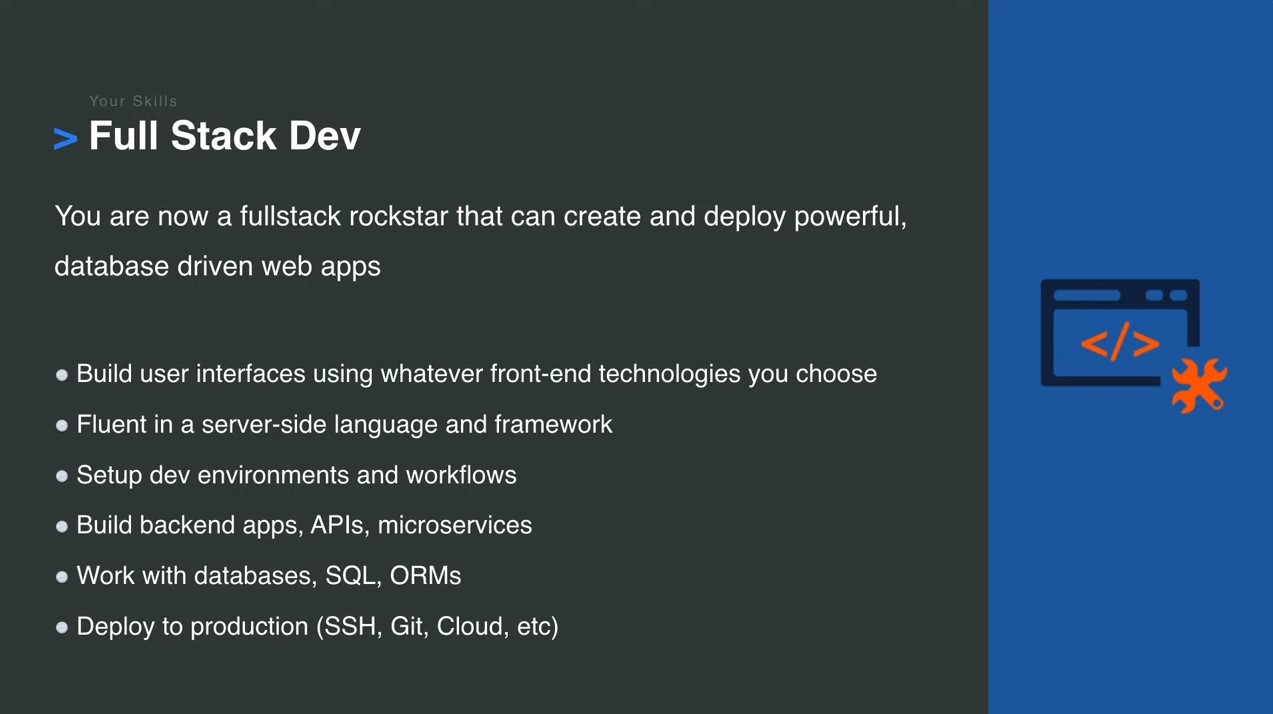 Your Skills
> Full Stack Dev
You are now a fullstack rockstar that can create and deploy powerful,
database driven web apps
Build user interfaces using whatever front-end technologies you choose
Fluent in a server-side language and framework
Setup dev environments and workflows
Build backend apps, APIs, microservices
Work with databases, SQL, ORMs
Deploy to production (SSH, Git, Cloud, etc)
</>